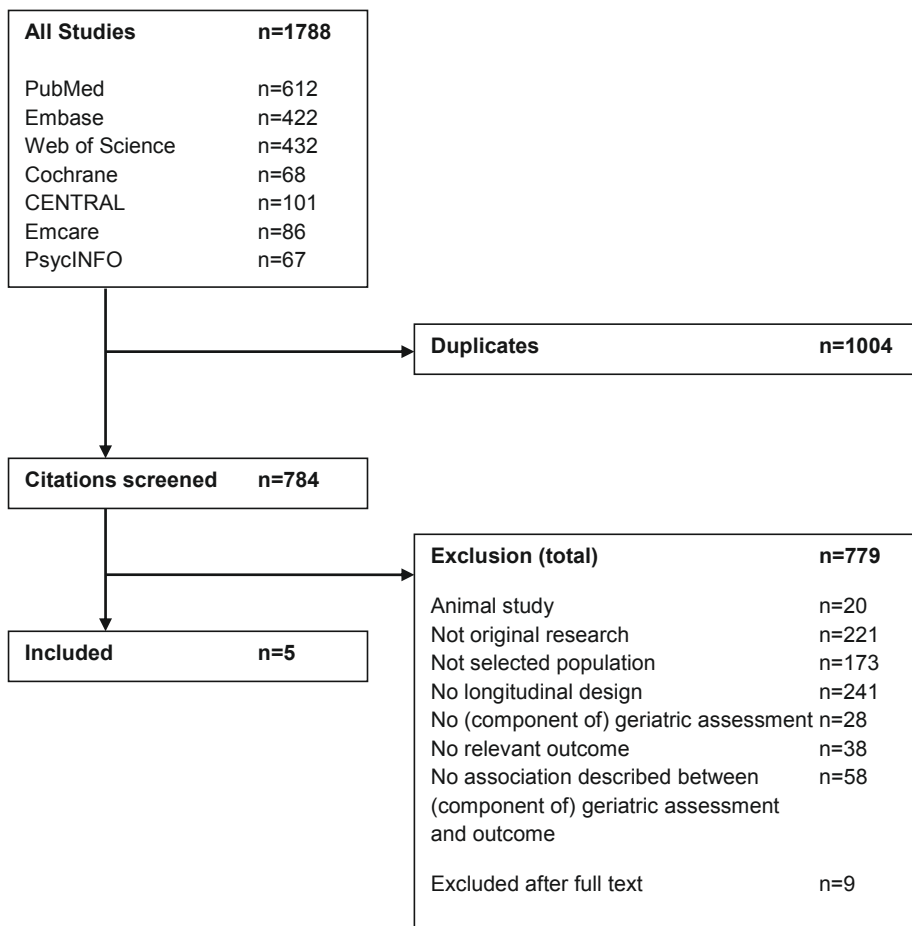 All Studies n=1788
PubMed n=612
Embase n=422
Web of Science n=432
Cochrane n=68
CENTRAL n=101
Emcare n=86
PsycINFO n=67
Duplicates n=1004
Citations screened n=784
Exclusion (total) n=779
Animal study n=20
Not original research n=221
Not selected population n=173
No longitudinal design n=241
No (component of) geriatric assessment n=28
No relevant outcome n=38
No association described between n=58
(component of) geriatric assessment
and outcome
Excluded after full text n=9
Included n=5